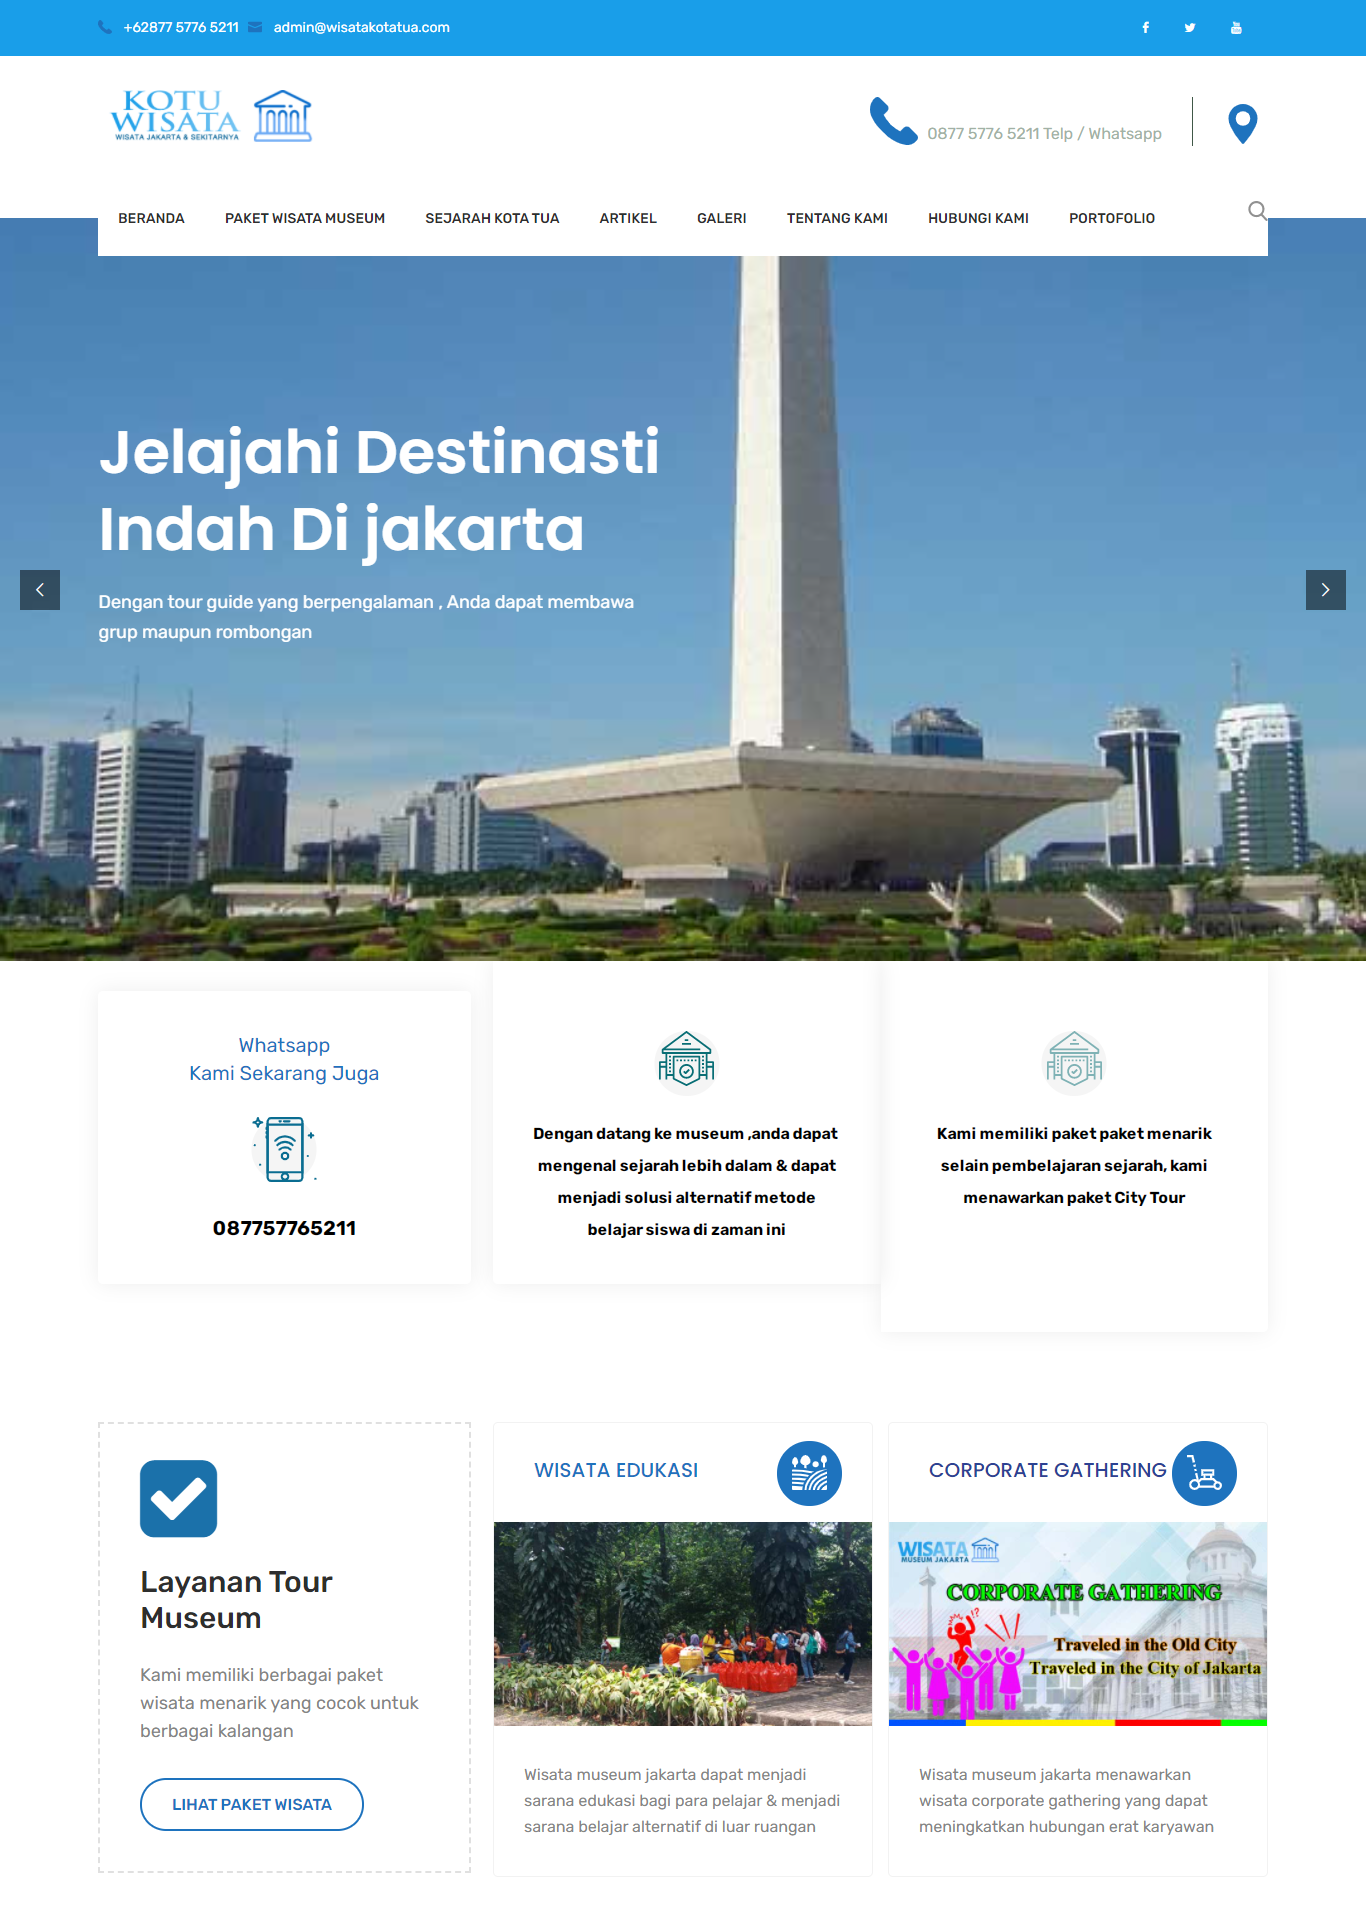 +62877 5776 5211 admin@wisatakotatua.com
KOTU
WISATA
WISATA JAKARTA & SEKITARNYA
0877 5776 5211 Telp / Whatsapp
BERANDA PAKET WISATA MUSEUM SEJARAH KOTA TUA ARTIKEL GALERI TENTANG KAMI HUBUNGI KAMI PORTOFOLIO
Jelajahi Destinasti
Indah Di jakarta
Dengan tour guide yang berpengalaman , Anda dapat membawa
grup maupun rombongan
Whatsapp
Kami Sekarang Juga
087757765211
Dengan datang ke museum ,anda dapat
mengenal sejarah lebih dalam & dapat
menjadi solusi alternatif metode
belajar siswa di zaman ini
Kami memiliki paket paket menarik
selain pembelajaran sejarah, kami
menawarkan paket City Tour
Layanan Tour
Museum
Kami memiliki berbagai paket
wisata menarik yang cocok untuk
berbagai kalangan
LIHAT PAKET WISATA
WISATA EDUKASI
Wisata museum jakarta dapat menjadi
sarana edukasi bagi para pelajar & menjadi
sarana belajar alternatif di luar ruangan
CORPORATE GATHERING
WISATA
MUSEUM JAKARTA
CORPORATE GATHERING
!?
Traveled in the Old City
Traveled in the City of Jakarta
Wisata museum jakarta menawarkan
wisata corporate gathering yang dapat
meningkatkan hubungan erat karyawan